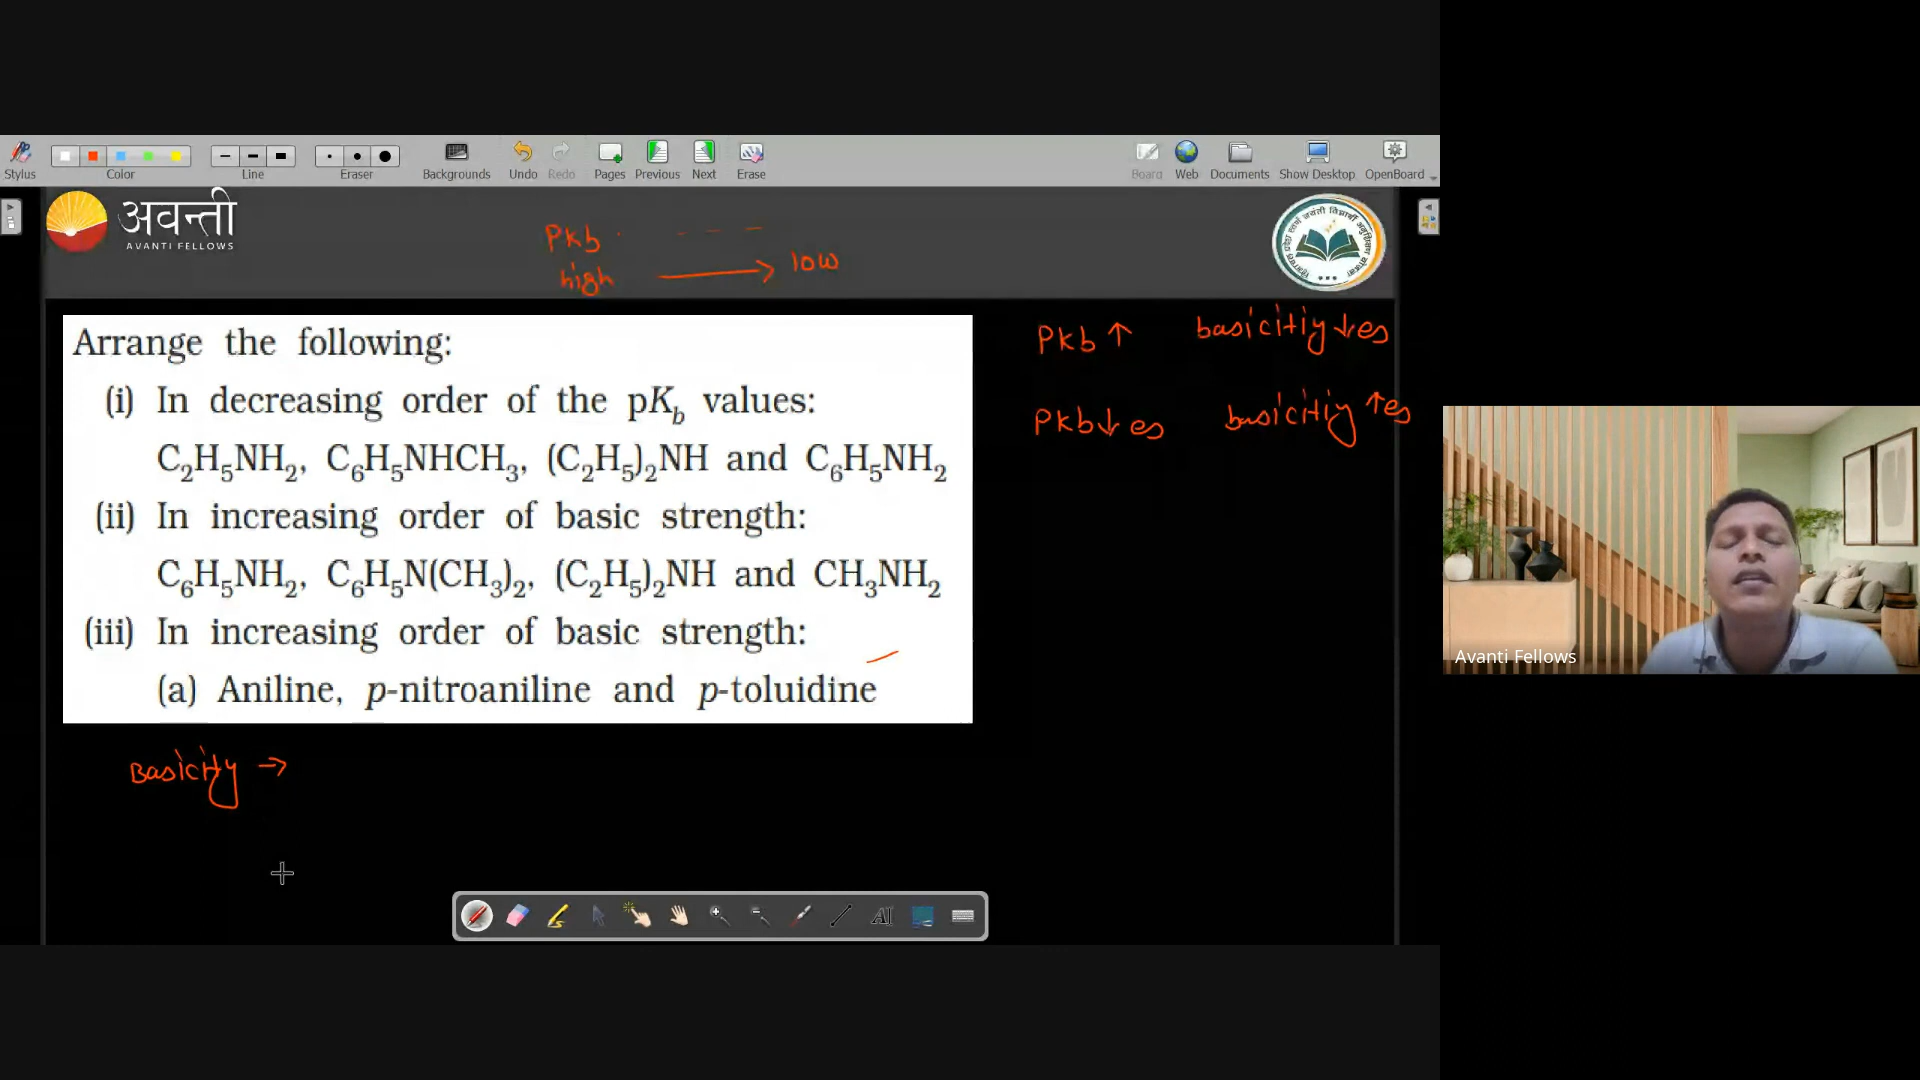 Stylus Color Line Eraser Backgrounds Undo Redo Pages Previous Next Erase Board Web Documents Show Desktop OpenBoard
अवन्ती
AVANTI FELLOWS
Pkb
high → low
Arrange the following:
(i) In decreasing order of the pK_b values:
C₂H₅NH₂, C₆H₅NHCH₃, (C₂H₅)₂NH and C₆H₅NH₂
(ii) In increasing order of basic strength:
C₆H₅NH₂, C₆H₅N(CH₃)₂, (C₂H₅)₂NH and CH₃NH₂
(iii) In increasing order of basic strength:
(a) Aniline, p-nitroaniline and p-toluidine
Pkb ↑ basicitiy ↓es
Pkb ↓ es basicitiy ↑es
Basicity →
Avanti Fellows